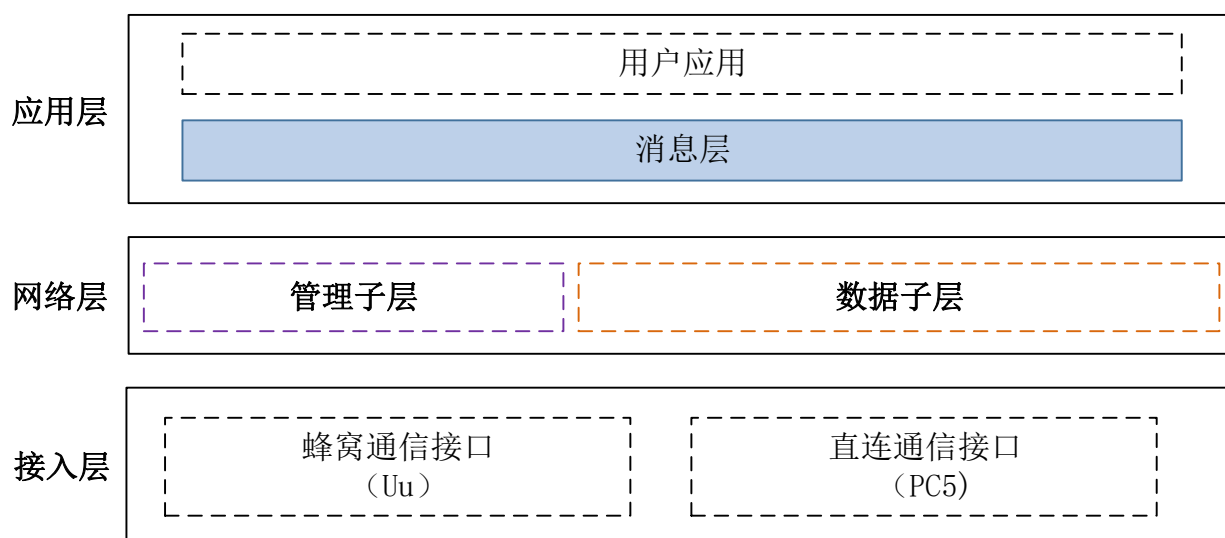 用户应用
应用层
消息层
网络层
管理子层
数据子层
接入层
蜂窝通信接口
（Uu）
直连通信接口
（PC5)